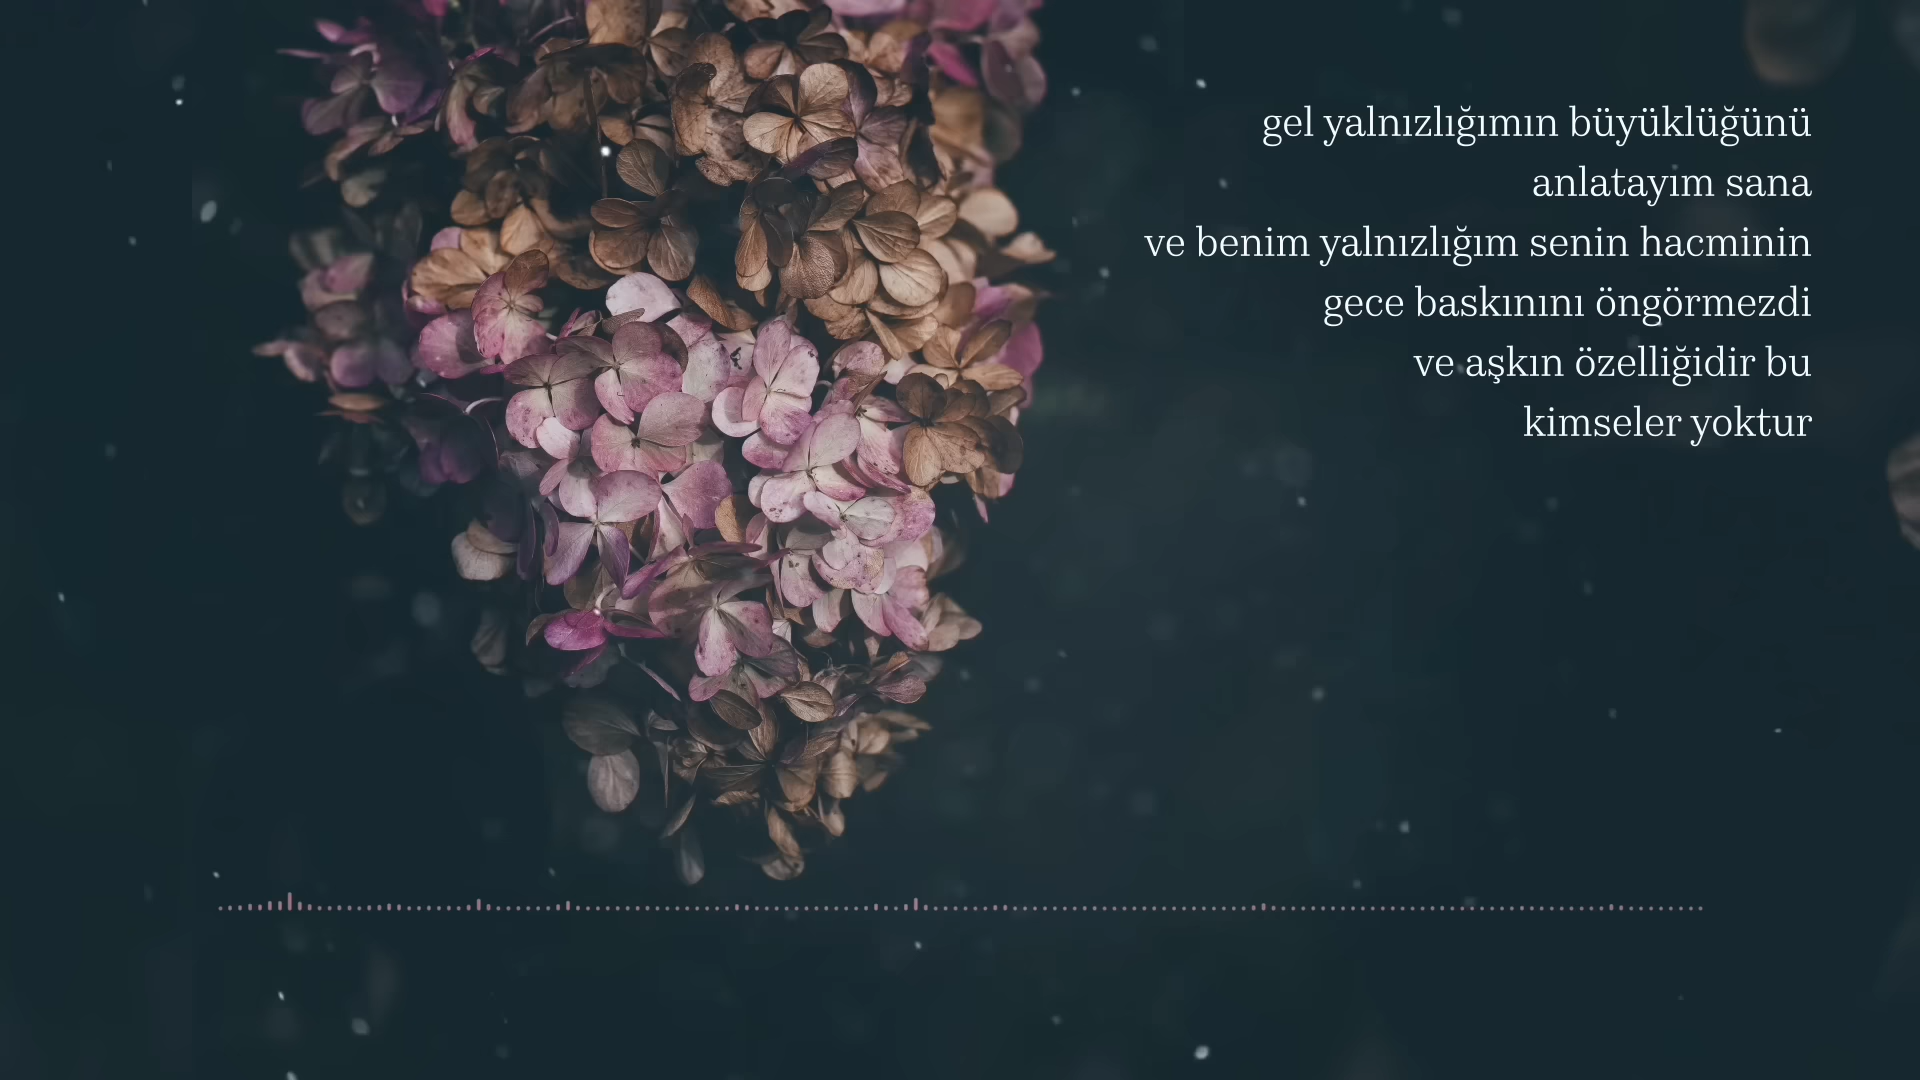 gel yalnızlığımın büyüklüğünü
anlatayım sana
ve benim yalnızlığım senin hacminin
gece baskınını öngörmezdi
ve aşkın özelliğidir bu
kimseler yoktur